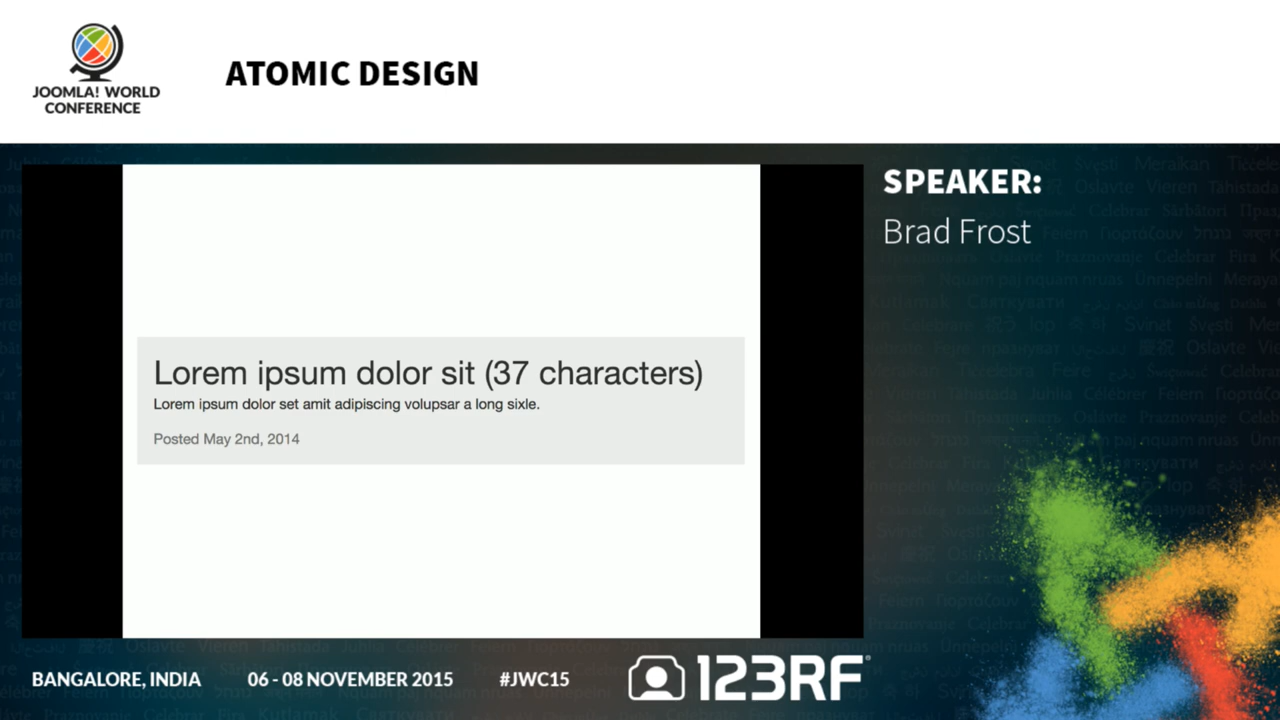 JOOMLA! WORLD
CONFERENCE
ATOMIC DESIGN
SPEAKER:
Brad Frost
Lorem ipsum dolor sit (37 characters)
Lorem ipsum dolor set amit adipiscing volupsar a long sixle.
Posted May 2nd, 2014
BANGALORE, INDIA
06 - 08 NOVEMBER 2015
#JWC15
123RF®